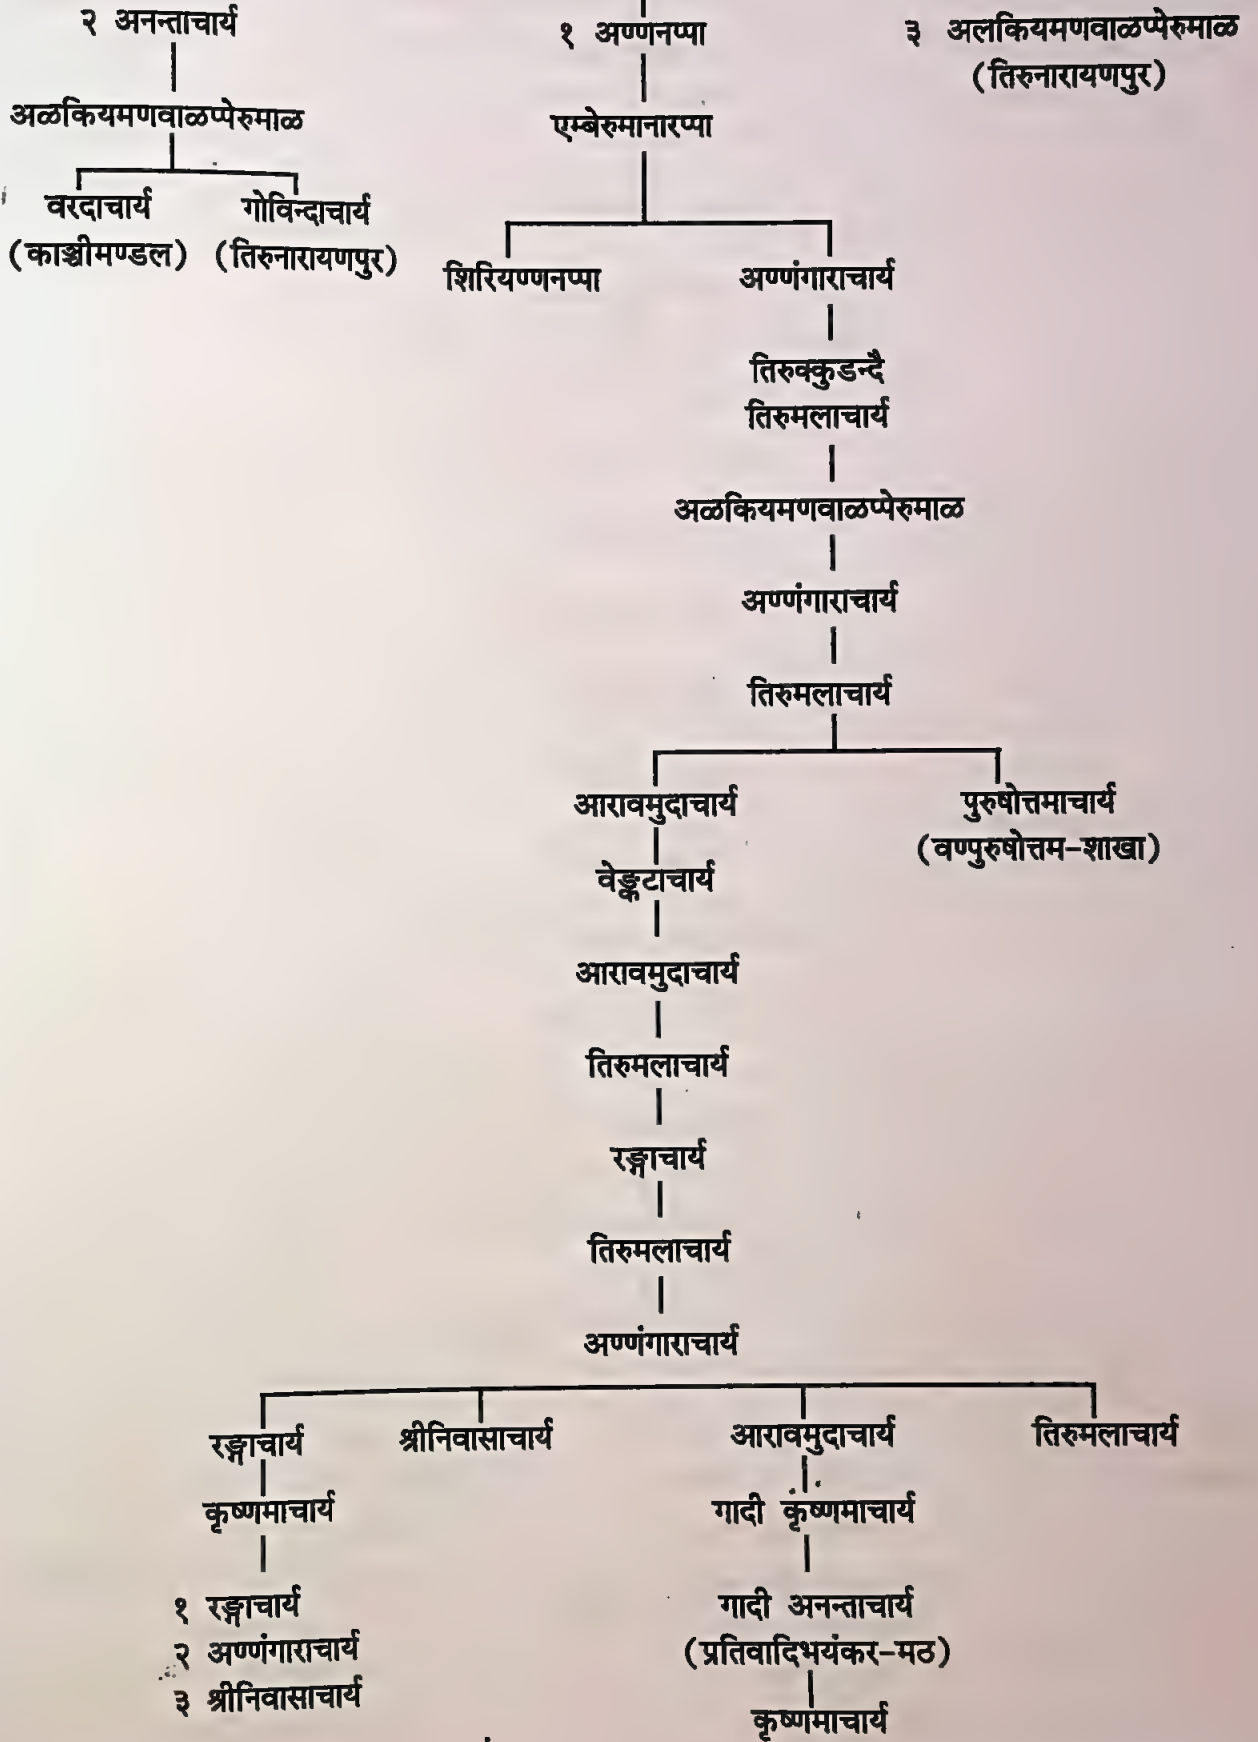 २ अनन्ताचार्य
१ अण्णनप्पा
३ अलकियमणवाळप्पेरुमाळ
(तिरुनारायणपुर)
अळकियमणवाळप्पेरुमाळ
एम्बेरुमानारप्पा
वरदाचार्य
गोविन्दाचार्य
(काञ्चीमण्डल)
(तिरुनारायणपुर)
शिरियण्णनप्पा
अण्णंगाराचार्य
तिरुक्कुडन्दै
तिरुमलाचार्य
अळकियमणवाळप्पेरुमाळ
अण्णंगाराचार्य
तिरुमलाचार्य
आरावमुदाचार्य
पुरुषोत्तमाचार्य
(वण्पुरुषोत्तम-शाखा)
वेङ्कटाचार्य
आरावमुदाचार्य
तिरुमलाचार्य
रङ्गाचार्य
तिरुमलाचार्य
अण्णंगाराचार्य
रङ्गाचार्य
श्रीनिवासाचार्य
आरावमुदाचार्य
तिरुमलाचार्य
कृष्णमाचार्य
गादी कृष्णमाचार्य
१ रङ्गाचार्य
२ अण्णंगाराचार्य
३ श्रीनिवासाचार्य
गादी अनन्ताचार्य
(प्रतिवादिभयंकर-मठ)
कृष्णमाचार्य